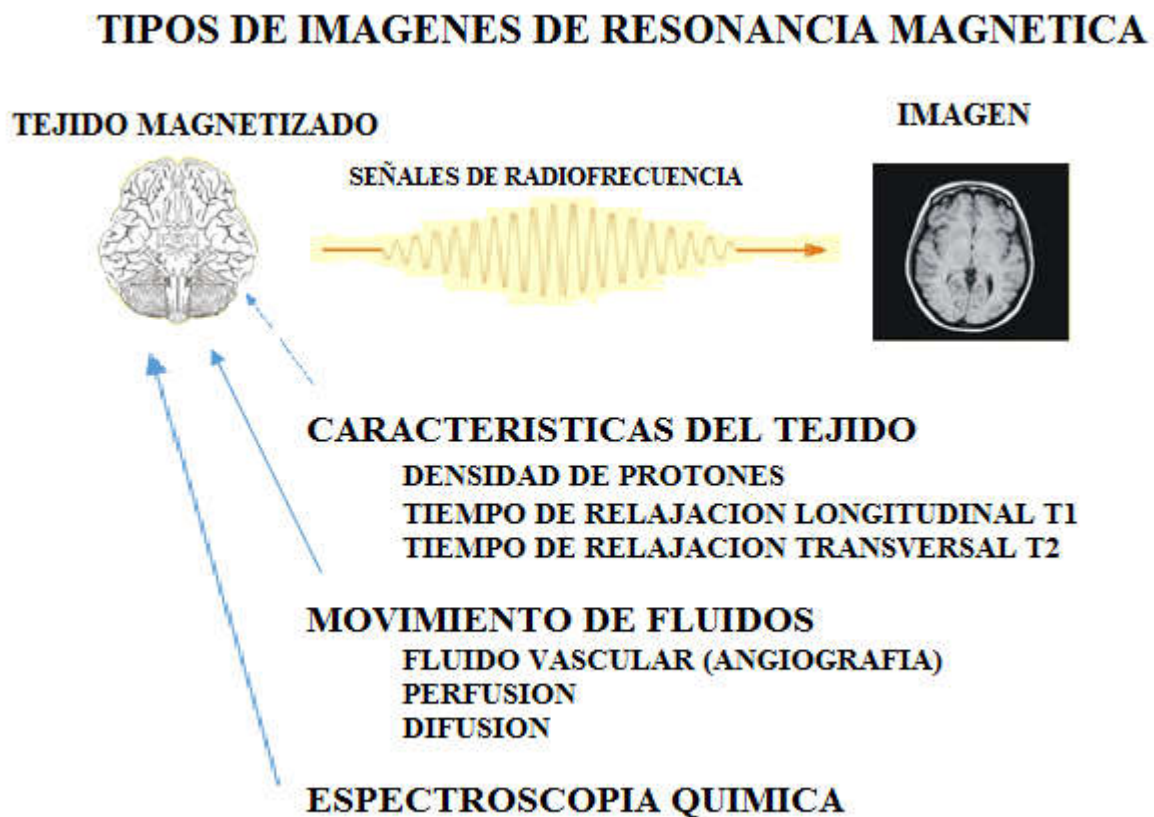 TIPOS DE IMAGENES DE RESONANCIA MAGNETICA
TEJIDO MAGNETIZADO
IMAGEN
SEÑALES DE RADIOFRECUENCIA
CARACTERISTICAS DEL TEJIDO
DENSIDAD DE PROTONES
TIEMPO DE RELAJACION LONGITUDINAL T1
TIEMPO DE RELAJACION TRANSVERSAL T2
MOVIMIENTO DE FLUIDOS
FLUIDO VASCULAR (ANGIOGRAFIA)
PERFUSION
DIFUSION
ESPECTROSCOPIA QUIMICA